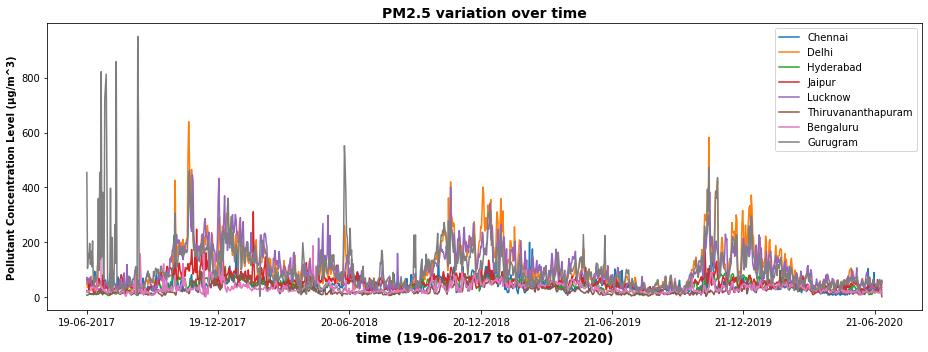 PM2.5 variation over time
Pollutant Concentration Level (μg/m^3)
800
600
400
200
0
Chennai
Delhi
Hyderabad
Jaipur
Lucknow
Thiruvananthapuram
Bengaluru
Gurugram
19-06-2017 19-12-2017 20-06-2018 20-12-2018 21-06-2019 21-12-2019 21-06-2020
time (19-06-2017 to 01-07-2020)